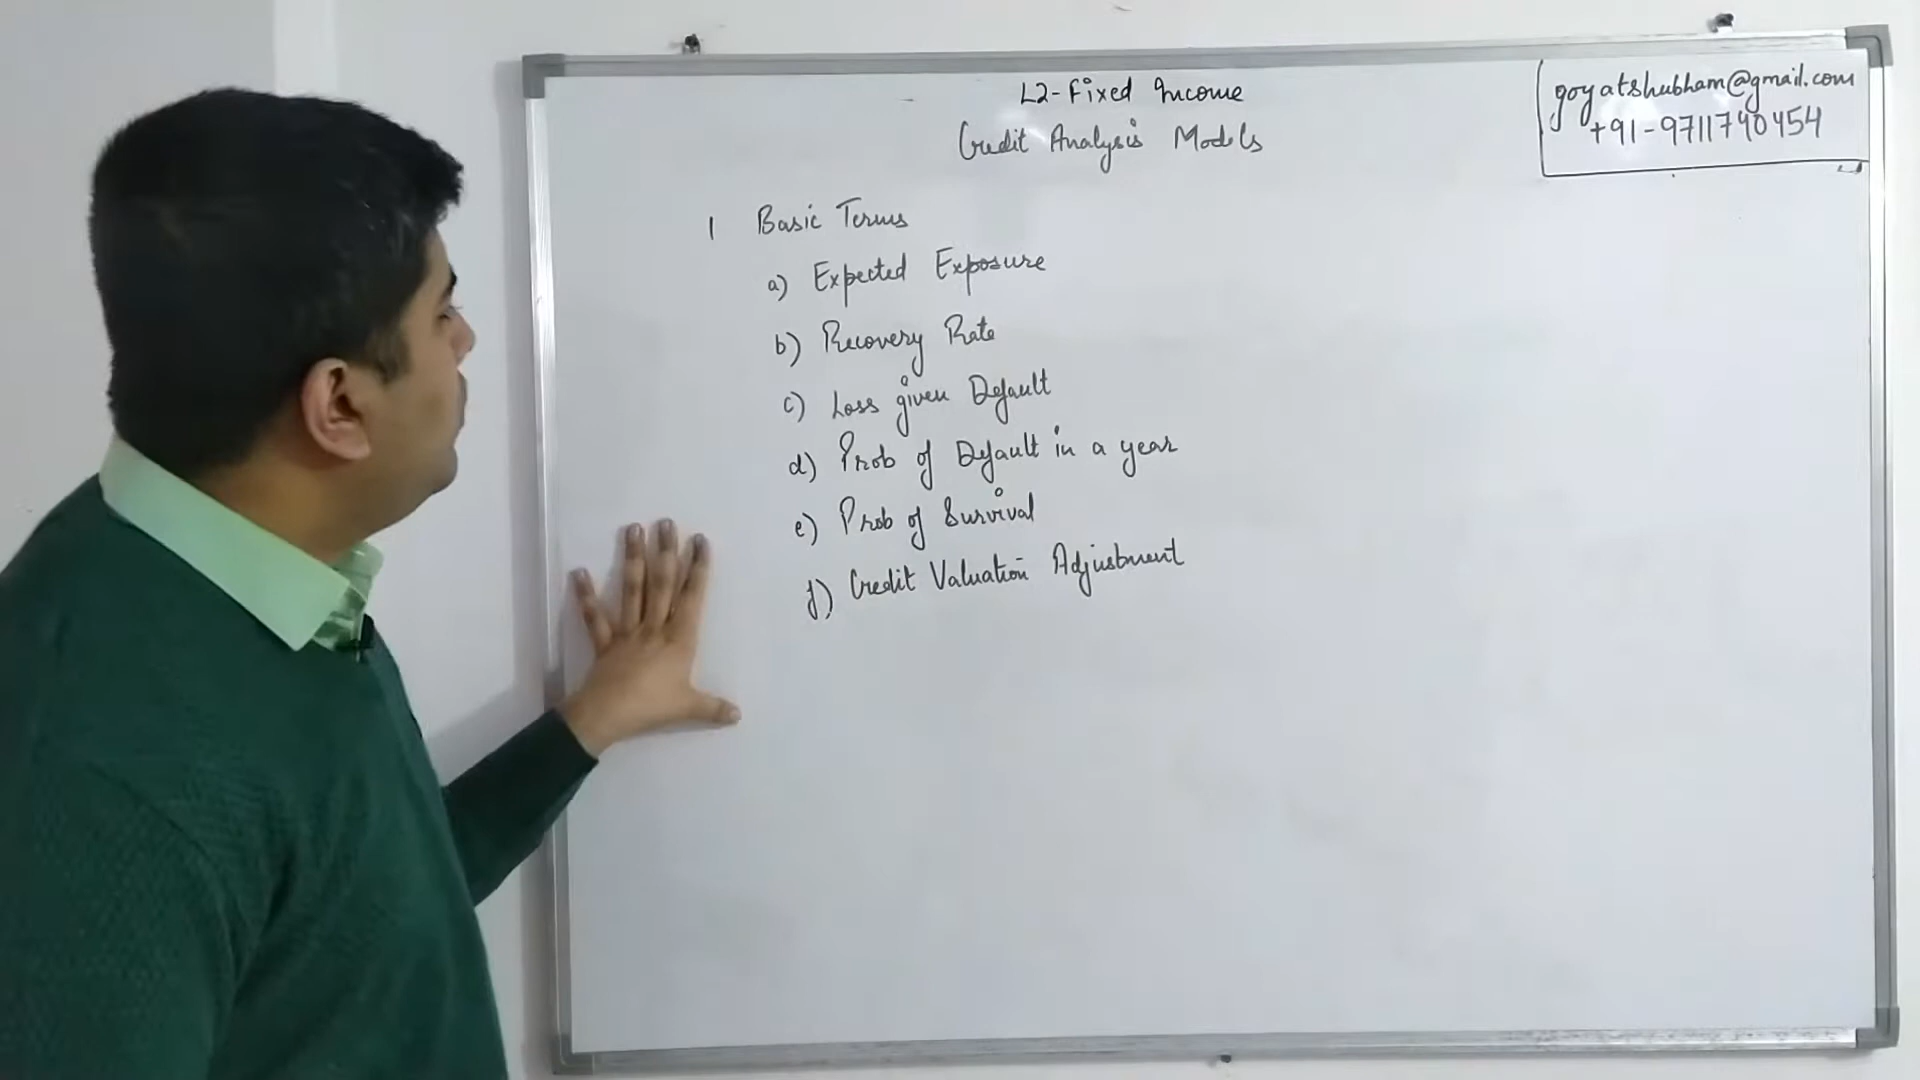 L2-Fixed Income
Credit Analysis Models
goyatshubham@gmail.com
+91-9711740454
1 Basic Terms
a) Expected Exposure
b) Recovery Rate
c) Loss given Default
d) Prob of Default in a year
e) Prob of Survival
f) Credit Valuation Adjustment